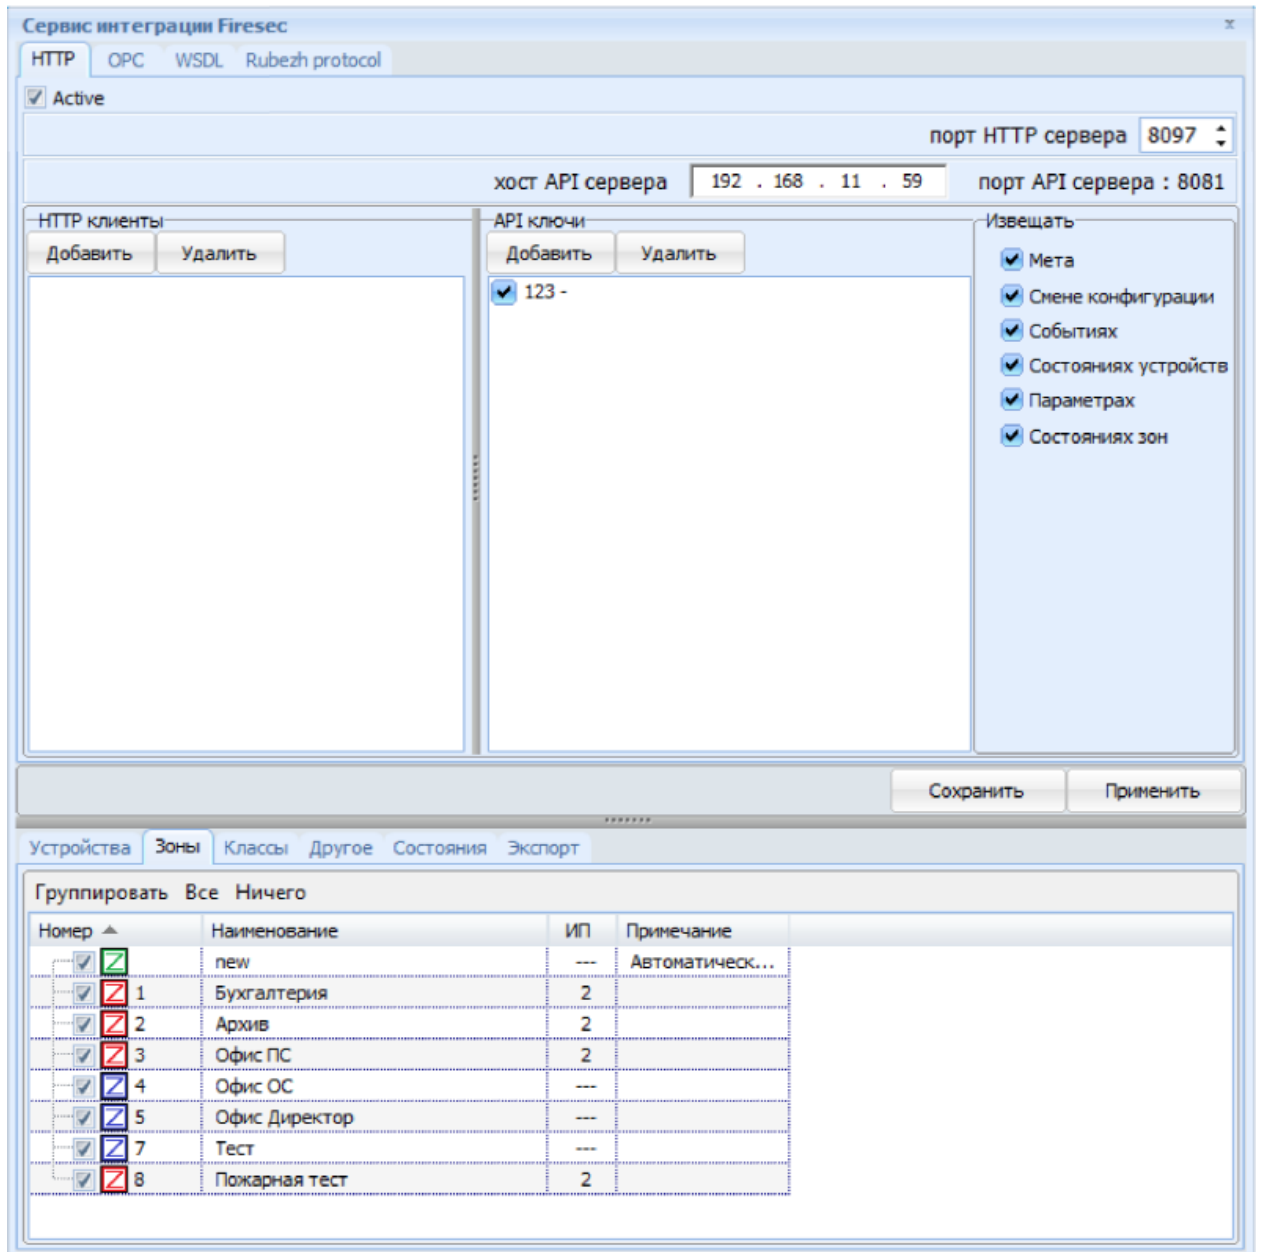 Сервис интеграции Firesec x
HTTP OPC WSDL Rubezh protocol
Active
порт HTTP сервера 8097
хост API сервера 192 . 168 . 11 . 59 порт API сервера : 8081
HTTP клиенты API ключи Извещать
Добавить Удалить Добавить Удалить
Мета
123 -
Смене конфигурации
Событиях
Состояниях устройств
Параметрах
Состояниях зон
Сохранить Применить
Устройства Зоны Классы Другое Состояния Экспорт
Группировать Все Ничего
Номер Наименование ИП Примечание
Z new --- Автоматическ...
Z 1 Бухгалтерия 2
Z 2 Архив 2
Z 3 Офис ПС 2
Z 4 Офис ОС ---
Z 5 Офис Директор ---
Z 7 Тест ---
Z 8 Пожарная тест 2